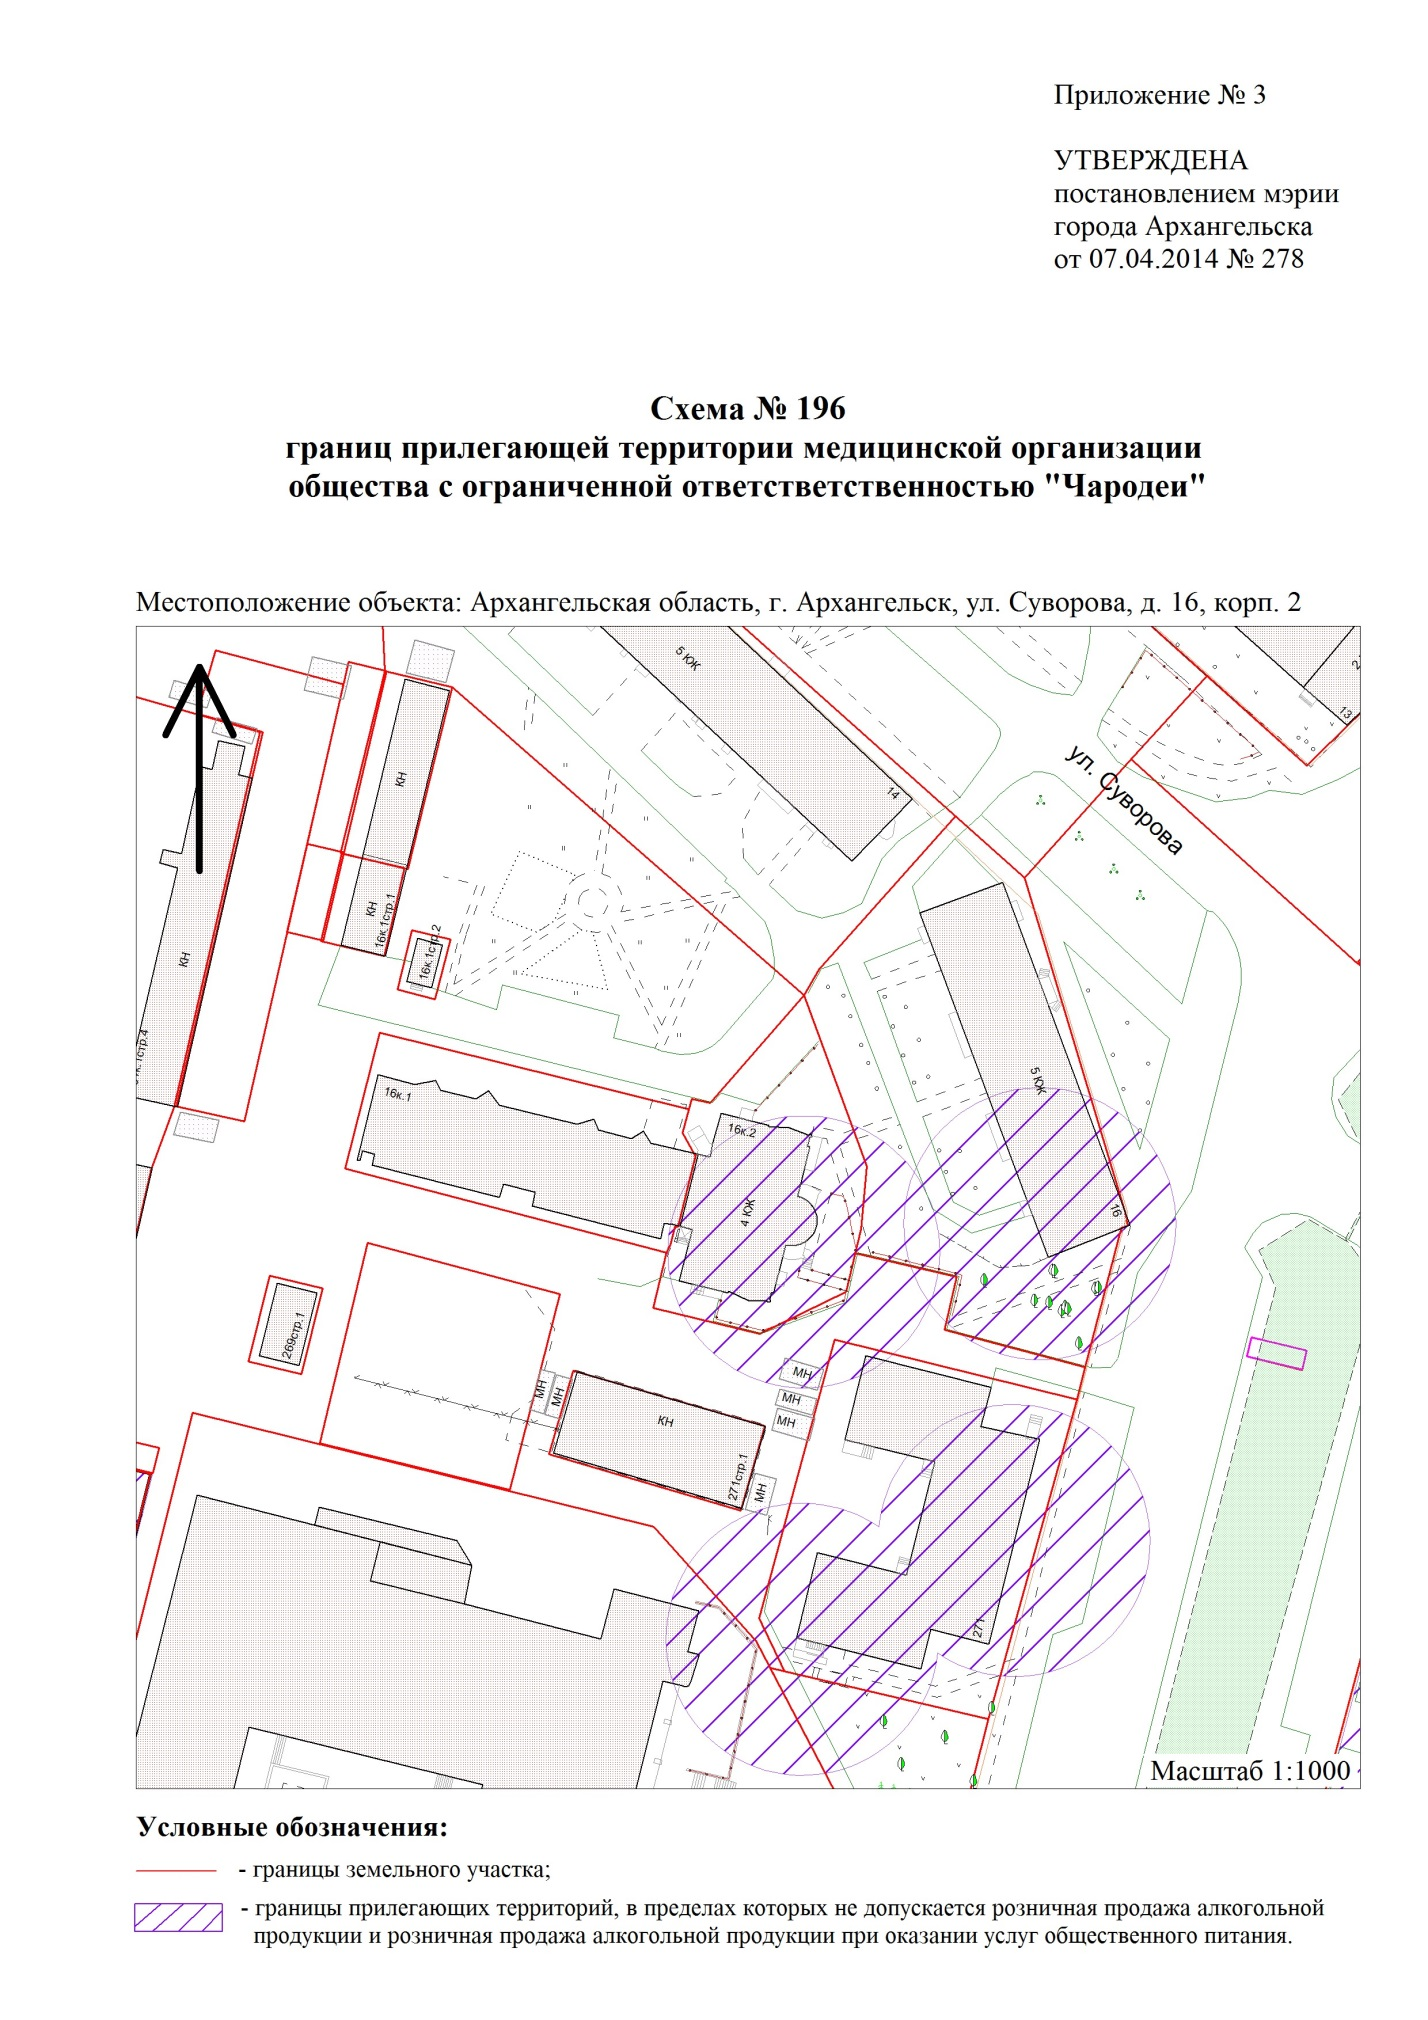 Приложение № 3
УТВЕРЖДЕНА
постановлением мэрии
города Архангельска
от 07.04.2014 № 278
Схема № 196
границ прилегающей территории медицинской организации
общества с ограниченной ответстветственностью "Чародеи"
Местоположение объекта: Архангельская область, г. Архангельск, ул. Суворова, д. 16, корп. 2
5 КЖ
14
13
ул. Суворова
КН
КН
16к.1стр.1
16к.1стр.2
КН
5 КЖ
16
16к.1
16к.2
4 КЖ
269стр.1
МН
МН
КН
271стр.1
МН
МН
МН
МН
271
Масштаб 1:1000
Условные обозначения:
- границы земельного участка;
- границы прилегающих территорий, в пределах которых не допускается розничная продажа алкогольной
продукции и розничная продажа алкогольной продукции при оказании услуг общественного питания.